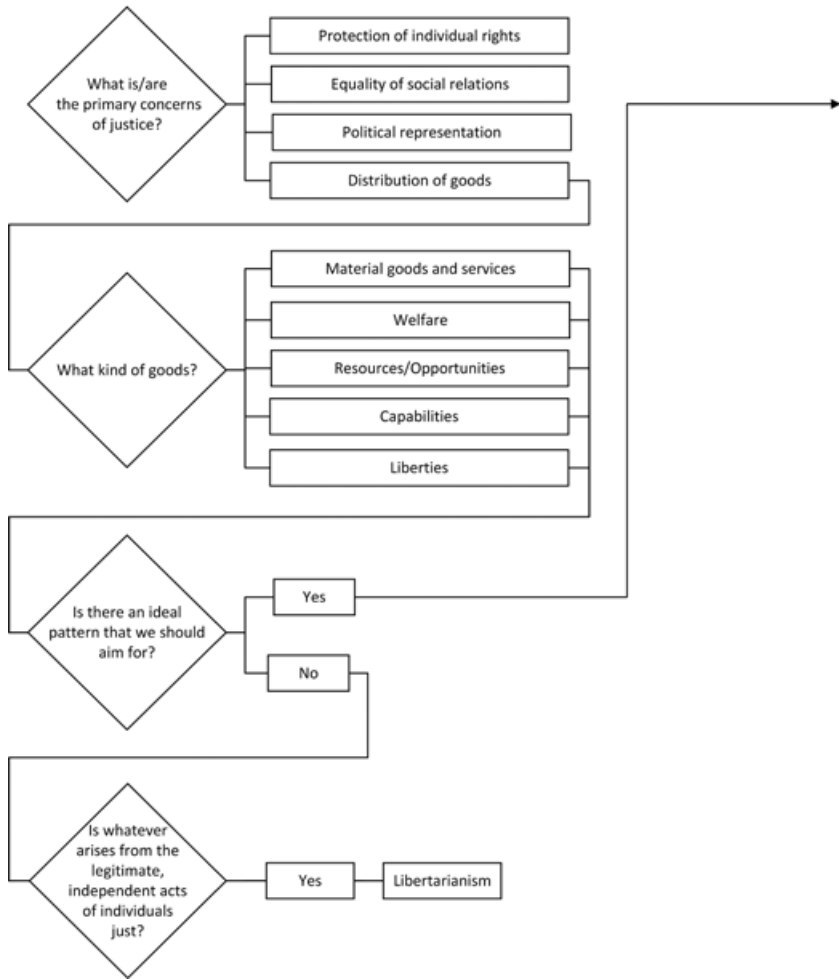 What is/are
the primary concerns
of justice?
Protection of individual rights
Equality of social relations
Political representation
Distribution of goods
What kind of goods?
Material goods and services
Welfare
Resources/Opportunities
Capabilities
Liberties
Is there an ideal
pattern that we should
aim for?
Yes
No
Is whatever
arises from the
legitimate,
independent acts
of individuals
just?
Yes
Libertarianism